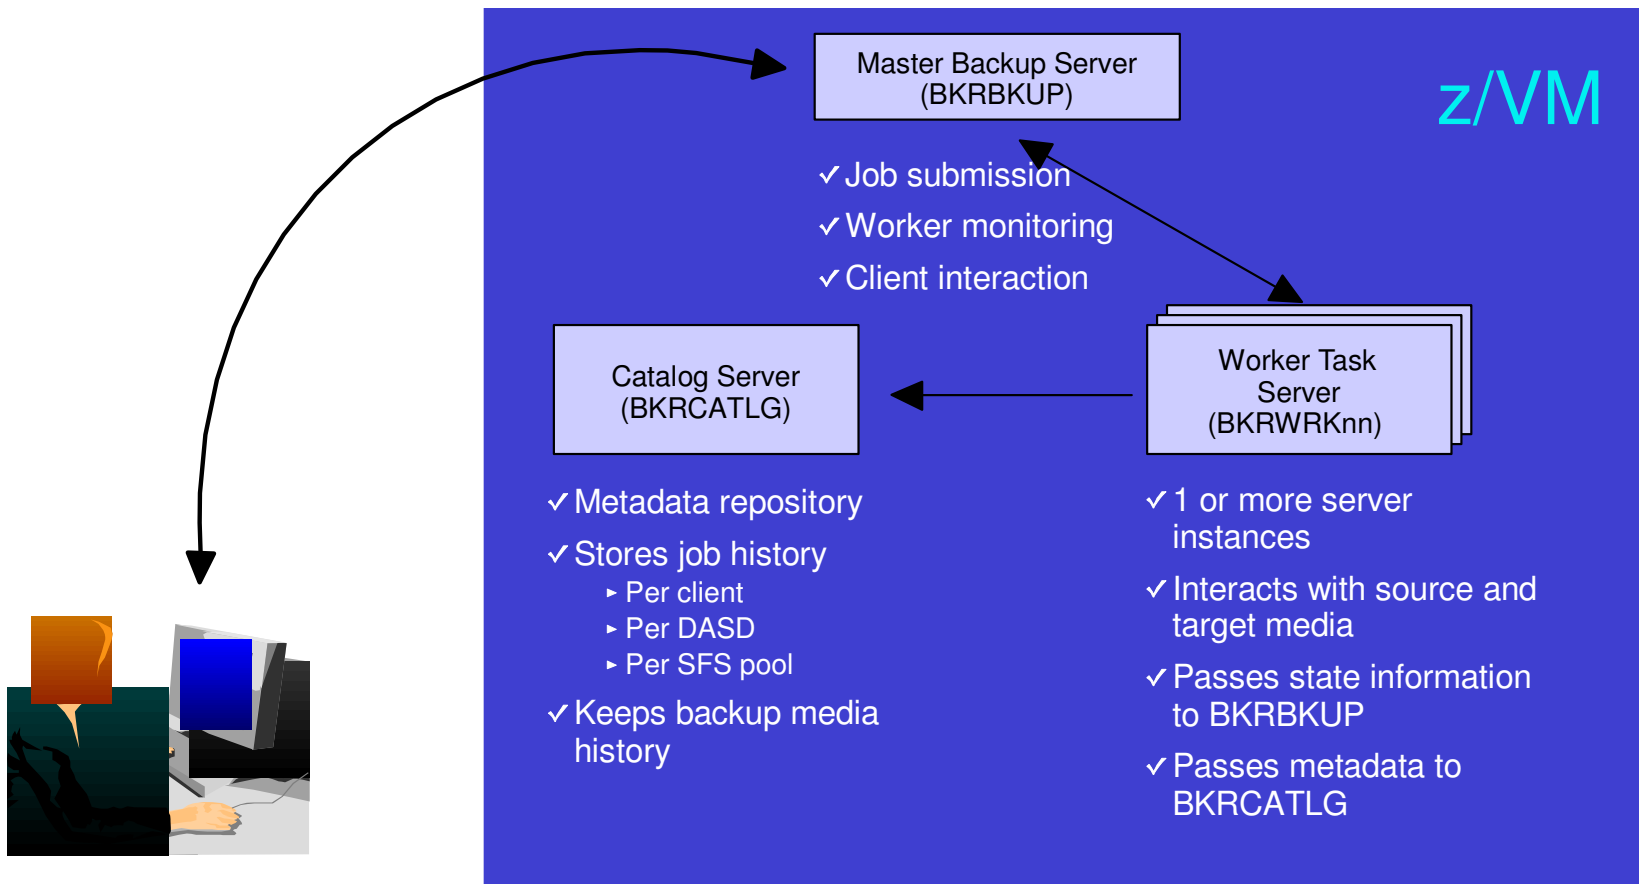 Master Backup Server
(BKRBKUP)
z/VM
✓ Job submission
✓ Worker monitoring
✓ Client interaction
Catalog Server
(BKRCATLG)
✓ Metadata repository
✓ Stores job history
► Per client
► Per DASD
► Per SFS pool
✓ Keeps backup media
history
Worker Task
Server
(BKRWRKnn)
✓ 1 or more server
instances
✓ Interacts with source and
target media
✓ Passes state information
to BKRBKUP
✓ Passes metadata to
BKRCATLG